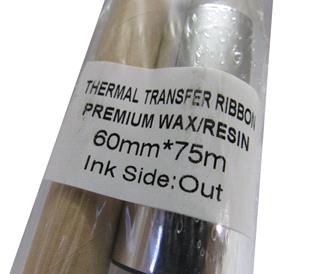 THERMAL TRANSFER RIBBON
PREMIUM WAX/RESIN
60mm*75m
Ink Side:Out